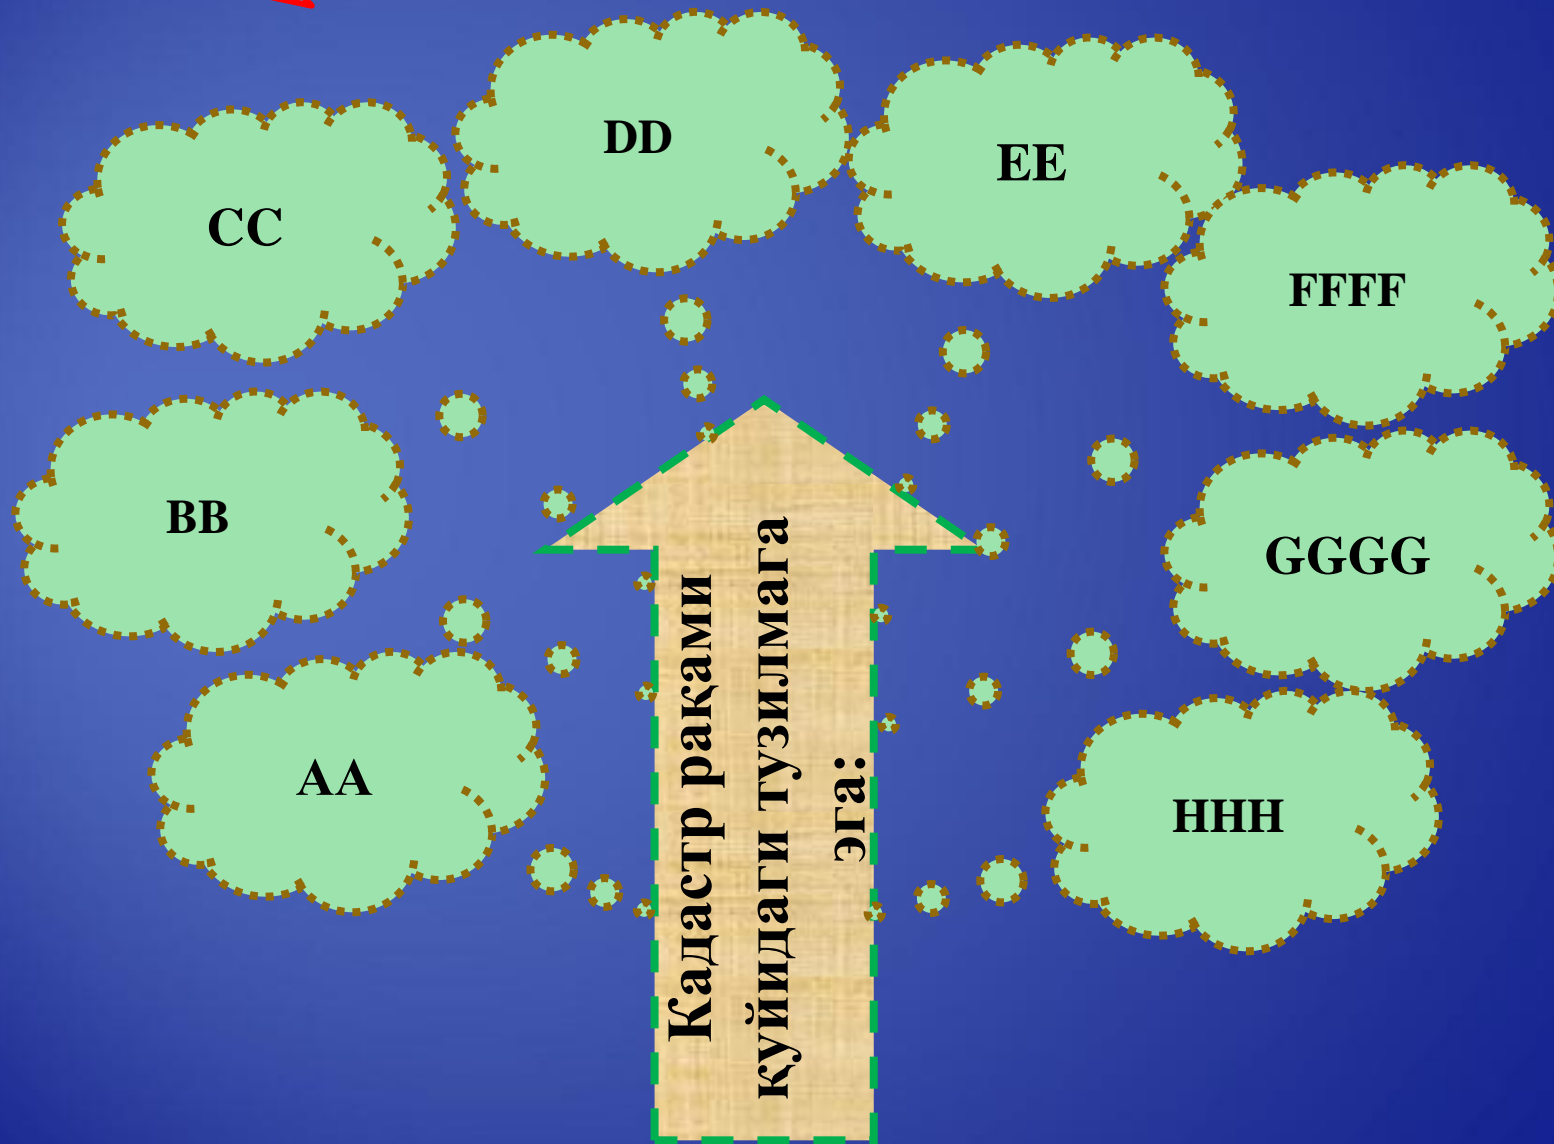 DD
EE
CC
FFFF
BB
GGGG
AA
HHH
Кадастр рақами
қуйидаги тузилмага
эга: